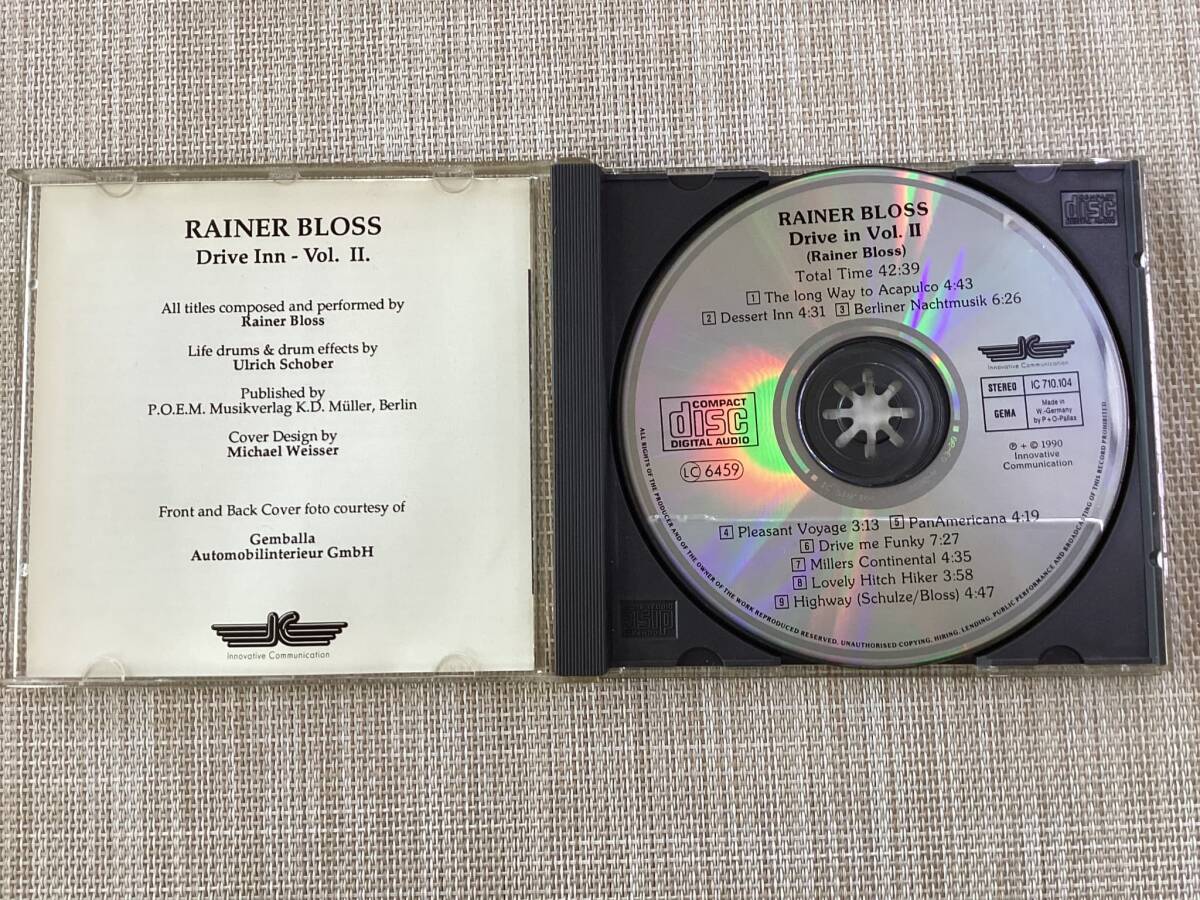 RAINER BLOSS
Drive Inn - Vol. II.
All titles composed and performed by
Rainer Bloss
Life drums & drum effects by
Ulrich Schober
Published by
P.O.E.M. Musikverlag K.D. Müller, Berlin
Cover Design by
Michael Weisser
Front and Back Cover foto courtesy of
Gemballa
Automobilinterieur GmbH
IC
Innovative Communication
RAINER BLOSS
Drive in Vol. II
(Rainer Bloss)
Total Time 42:39
1 The long Way to Acapulco 4:43
2 Dessert Inn 4:31 3 Berliner Nachtmusik 6:26
IC
Innovative Communication
STEREO IC 710.104
GEMA Made in
W.-Germany
by P+O-Pallas
℗ + © 1990
Innovative
Communication
COMPACT
disc
DIGITAL AUDIO
LC 6459
4 Pleasant Voyage 3:13 5 PanAmericana 4:19
6 Drive me Funky 7:27
7 Millers Continental 4:35
8 Lovely Hitch Hiker 3:58
9 Highway (Schulze/Bloss) 4:47
ALL RIGHTS OF THE PRODUCER AND OF THE OWNER OF THE WORK REPRODUCED RESERVED. UNAUTHORISED COPYING, HIRING, LENDING, PUBLIC PERFORMANCE AND BROADCASTING OF THIS RECORD PROHIBITED
COMPACT
disc